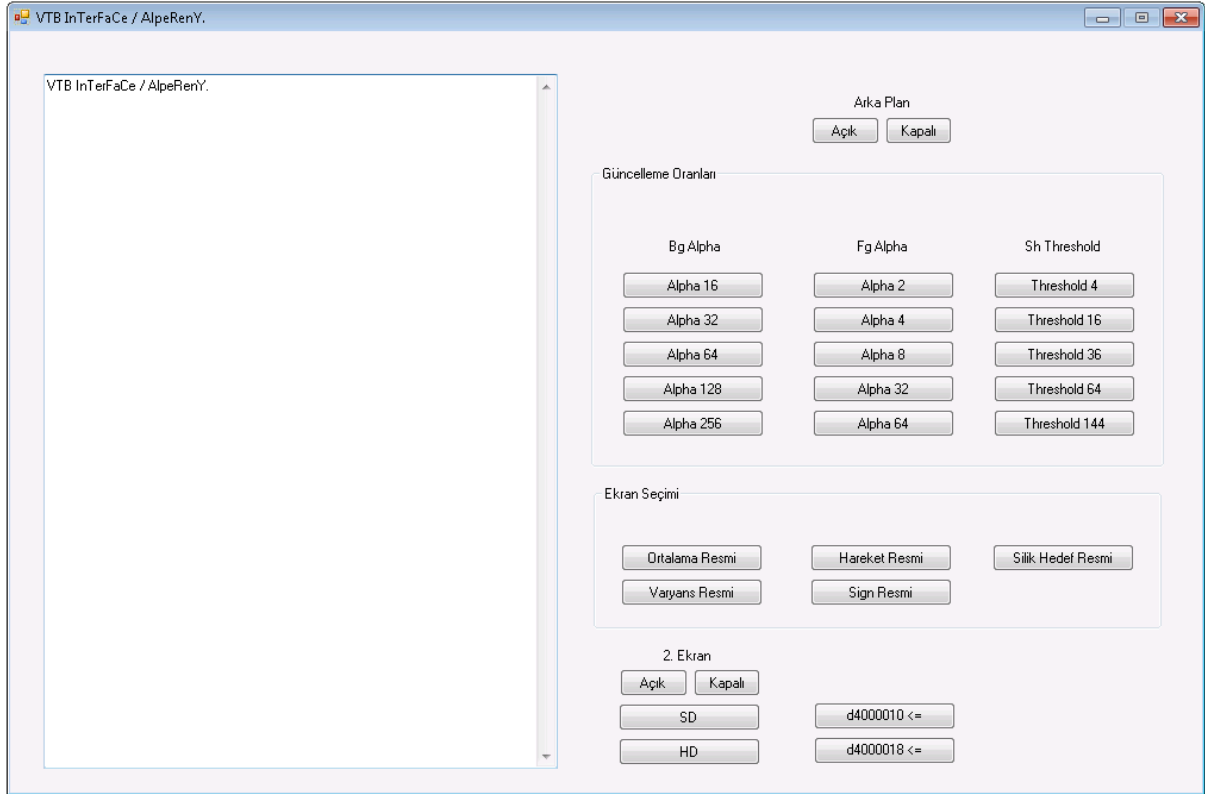 VTB InTerFaCe / AlpeRenY.
VTB InTerFaCe / AlpeRenY.
Arka Plan
Açık Kapalı
Güncelleme Oranları
Bg Alpha Fg Alpha Sh Threshold
Alpha 16 Alpha 2 Threshold 4
Alpha 32 Alpha 4 Threshold 16
Alpha 64 Alpha 8 Threshold 36
Alpha 128 Alpha 32 Threshold 64
Alpha 256 Alpha 64 Threshold 144
Ekran Seçimi
Ortalama Resmi Hareket Resmi Silik Hedef Resmi
Varyans Resmi Sign Resmi
2. Ekran
Açık Kapalı
SD d4000010 <=
HD d4000018 <=